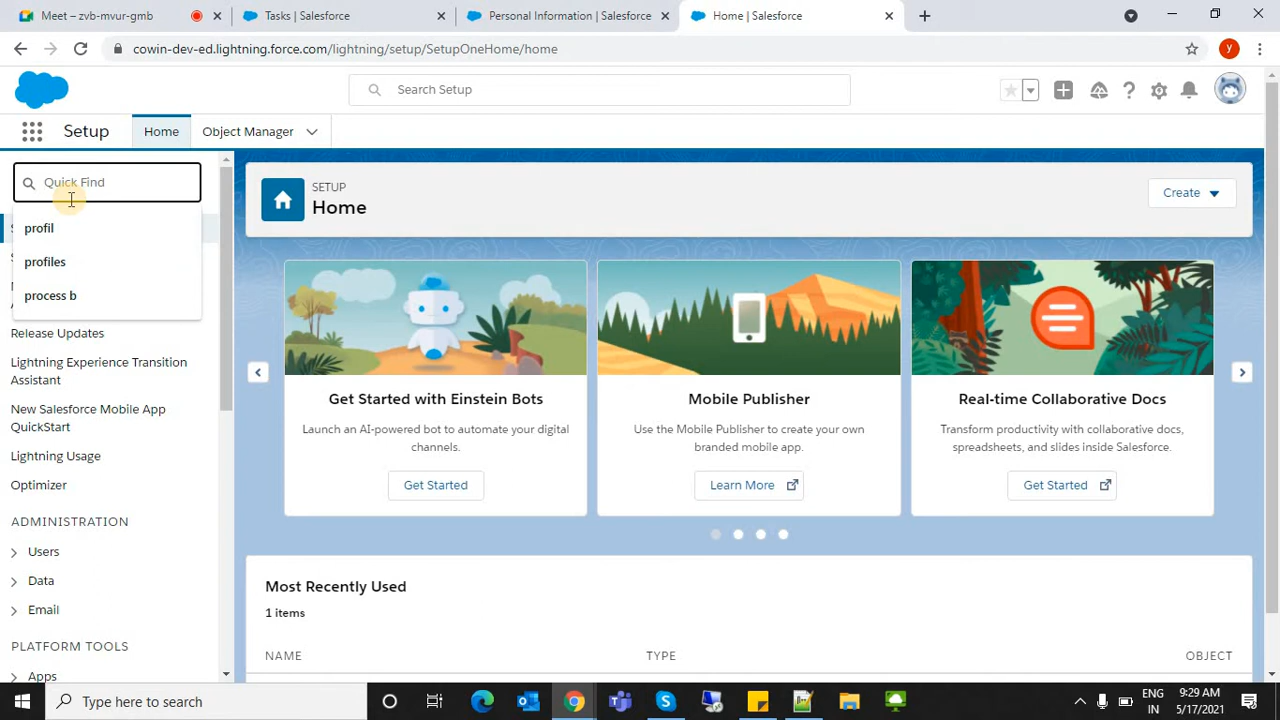 Meet – zvb-mvur-gmb
Tasks | Salesforce
Personal Information | Salesforce
Home | Salesforce
cowin-dev-ed.lightning.force.com/lightning/setup/SetupOneHome/home
y
Search Setup
Setup
Home
Object Manager
Quick Find
profil
profiles
process b
Release Updates
Lightning Experience Transition
Assistant
New Salesforce Mobile App
QuickStart
Lightning Usage
Optimizer
ADMINISTRATION
Users
Data
Email
PLATFORM TOOLS
Apps
SETUP
Home
Create
Get Started with Einstein Bots
Launch an AI-powered bot to automate your digital
channels.
Get Started
Mobile Publisher
Use the Mobile Publisher to create your own
branded mobile app.
Learn More
Real-time Collaborative Docs
Transform productivity with collaborative docs,
spreadsheets, and slides inside Salesforce.
Get Started
Most Recently Used
1 items
NAME
TYPE
OBJECT
Type here to search
ENG
IN
9:29 AM
5/17/2021